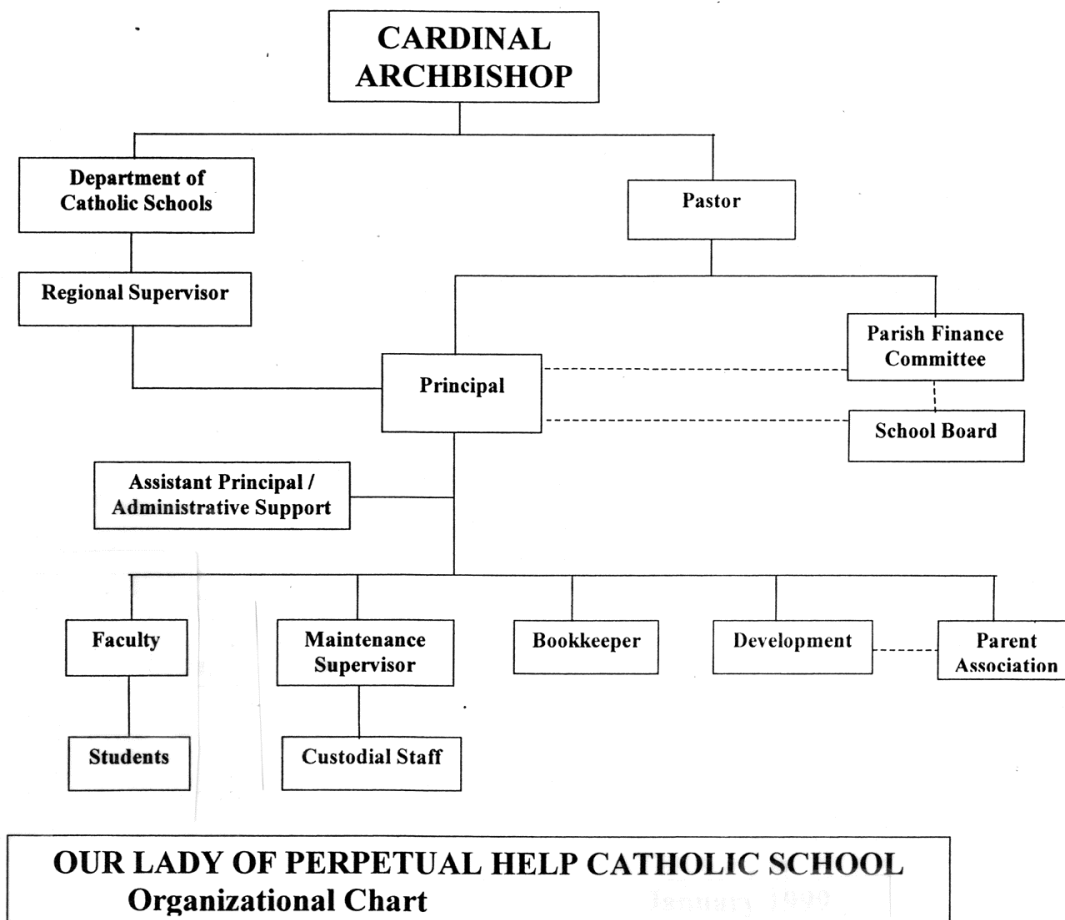 CARDINAL
ARCHBISHOP
Department of
Catholic Schools
Pastor
Regional Supervisor
Parish Finance
Committee
Principal
School Board
Assistant Principal /
Administrative Support
Faculty
Maintenance
Supervisor
Bookkeeper
Development
Parent
Association
Students
Custodial Staff
OUR LADY OF PERPETUAL HELP CATHOLIC SCHOOL
Organizational Chart